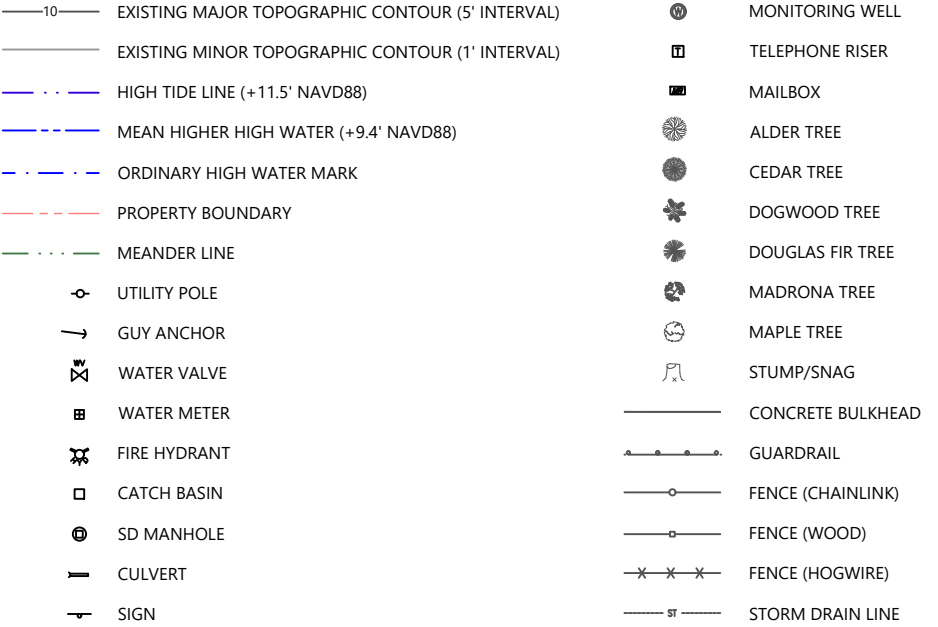 10 EXISTING MAJOR TOPOGRAPHIC CONTOUR (5' INTERVAL)
EXISTING MINOR TOPOGRAPHIC CONTOUR (1' INTERVAL)
HIGH TIDE LINE (+11.5' NAVD88)
MEAN HIGHER HIGH WATER (+9.4' NAVD88)
ORDINARY HIGH WATER MARK
PROPERTY BOUNDARY
MEANDER LINE
UTILITY POLE
GUY ANCHOR
WV WATER VALVE
WATER METER
FIRE HYDRANT
CATCH BASIN
SD MANHOLE
CULVERT
SIGN
W MONITORING WELL
T TELEPHONE RISER
MAILBOX
ALDER TREE
CEDAR TREE
DOGWOOD TREE
DOUGLAS FIR TREE
MADRONA TREE
MAPLE TREE
STUMP/SNAG
CONCRETE BULKHEAD
GUARDRAIL
FENCE (CHAINLINK)
FENCE (WOOD)
FENCE (HOGWIRE)
ST STORM DRAIN LINE